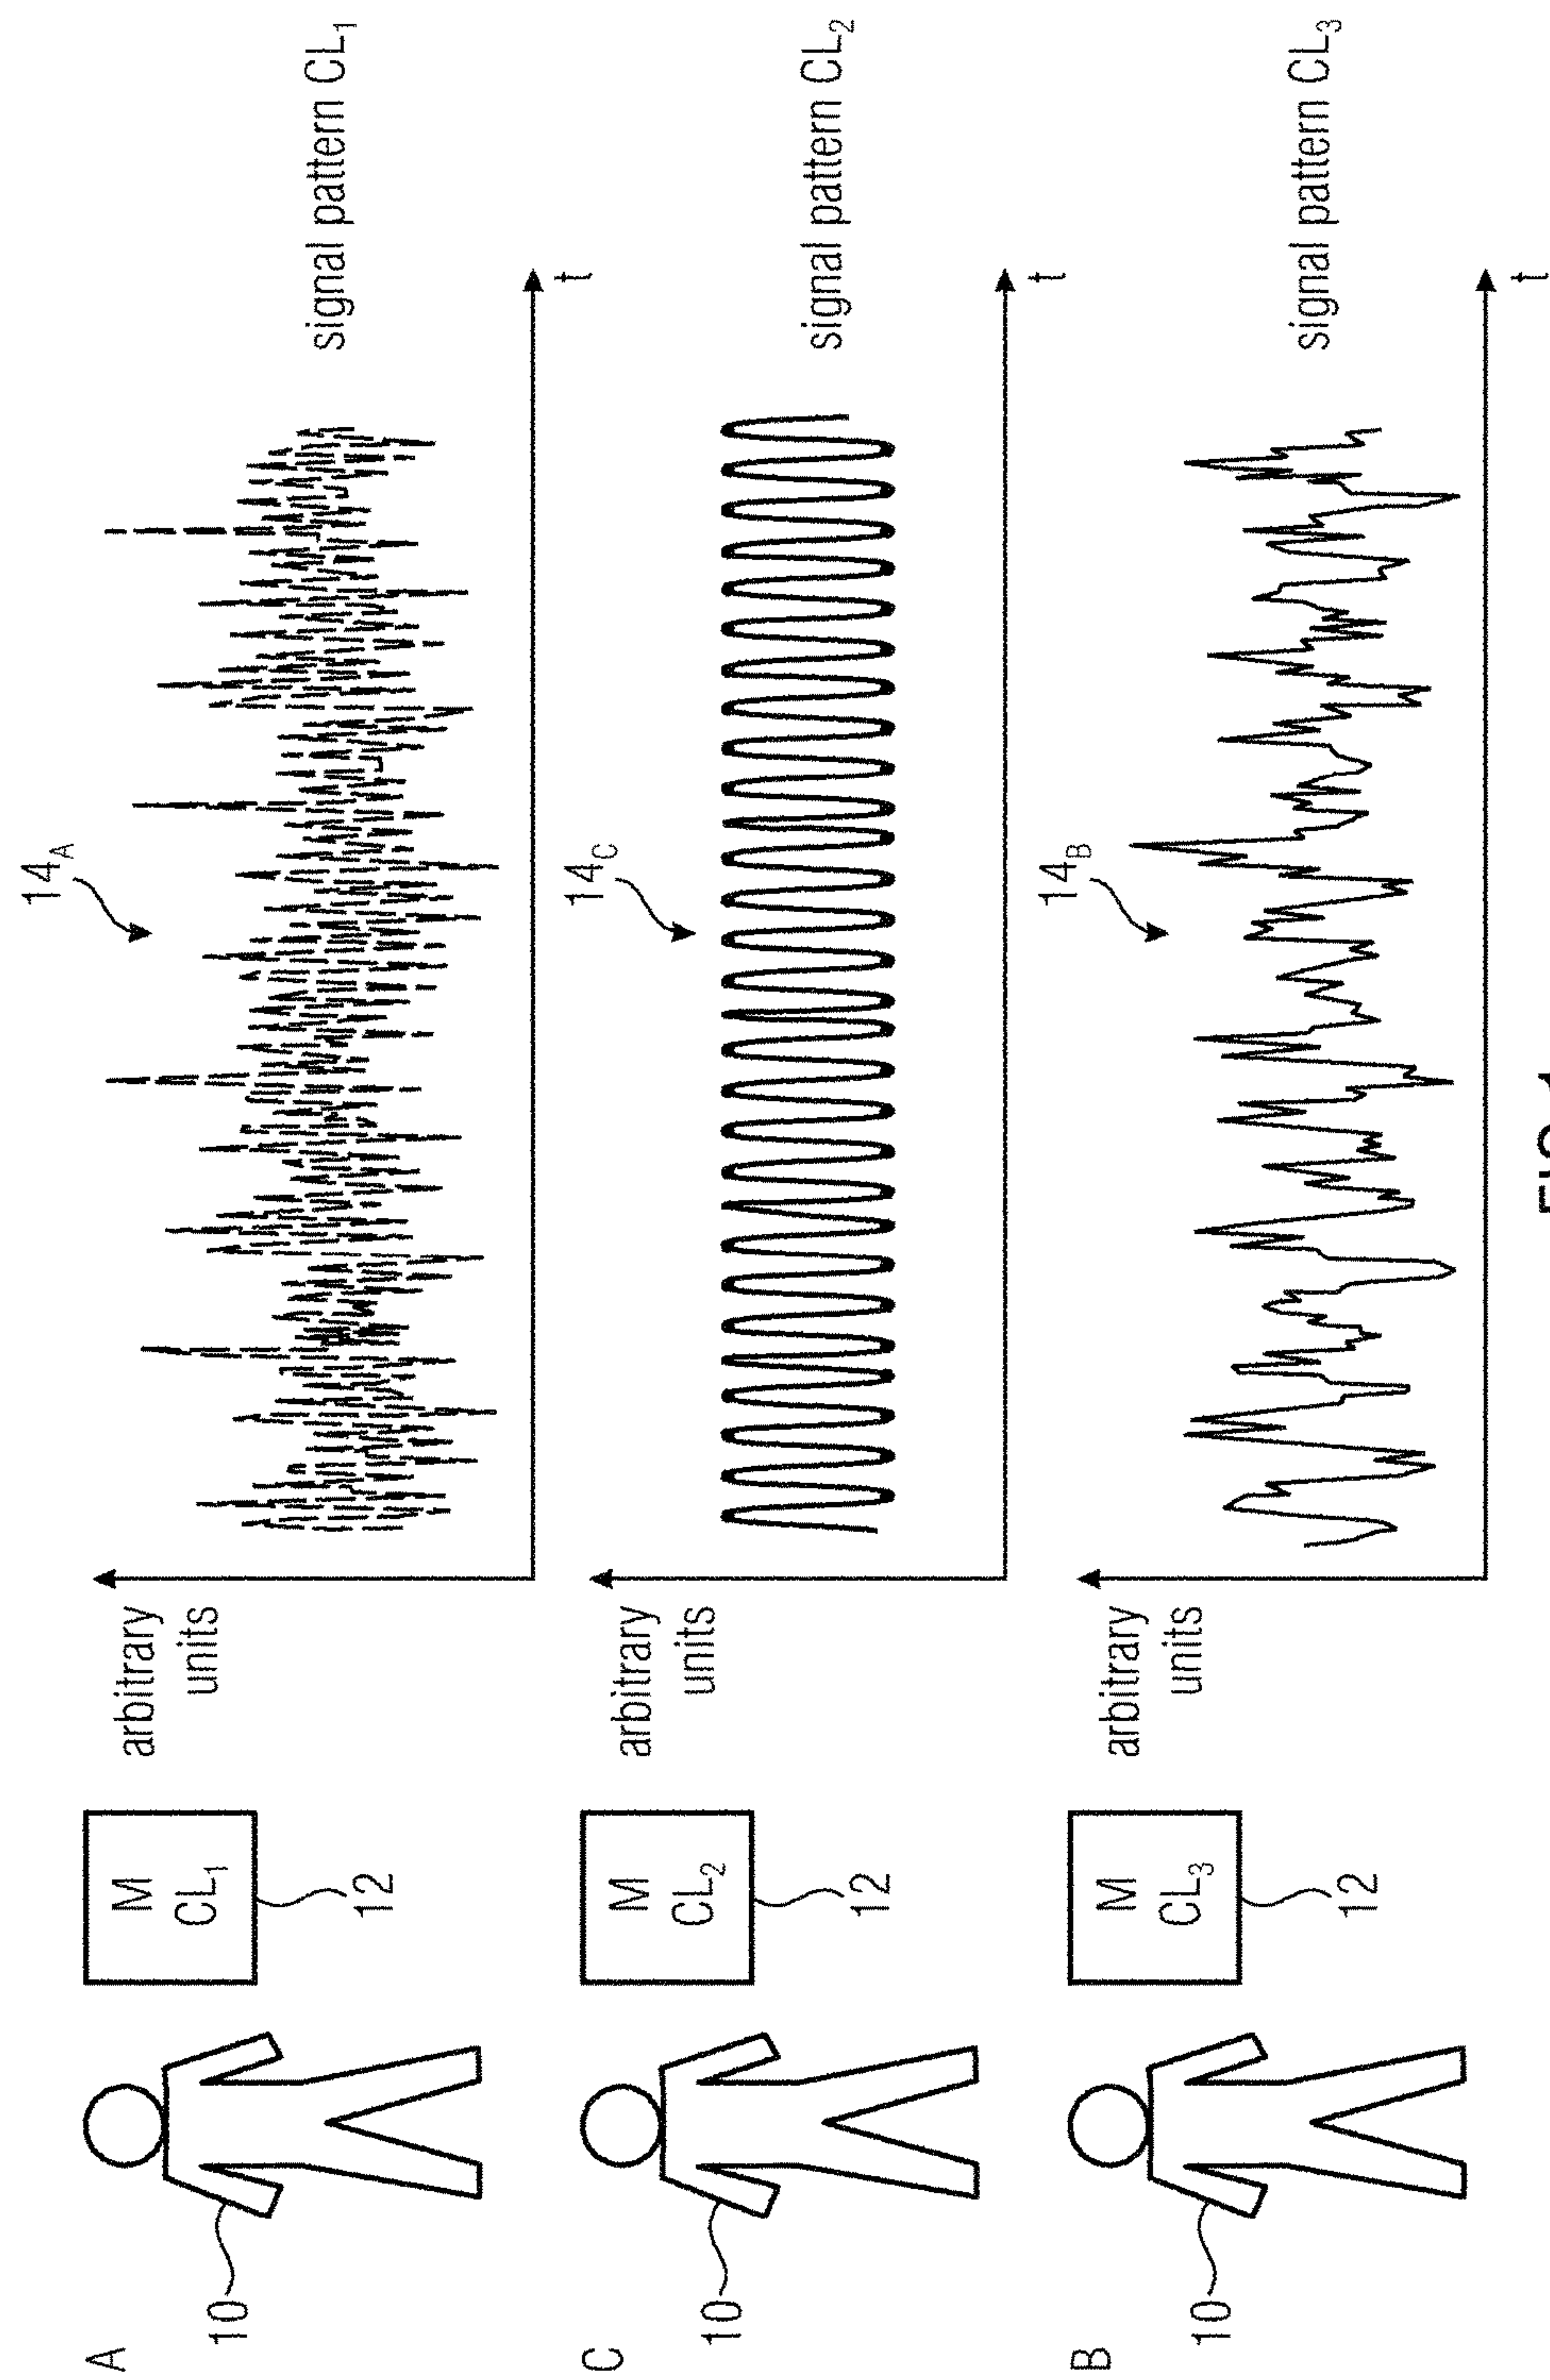 A
10
M
CL₁
12
arbitrary
units
14A
t
signal pattern CL₁
C
10
M
CL₂
12
arbitrary
units
14C
t
signal pattern CL₂
B
10
M
CL₃
12
arbitrary
units
14B
t
signal pattern CL₃